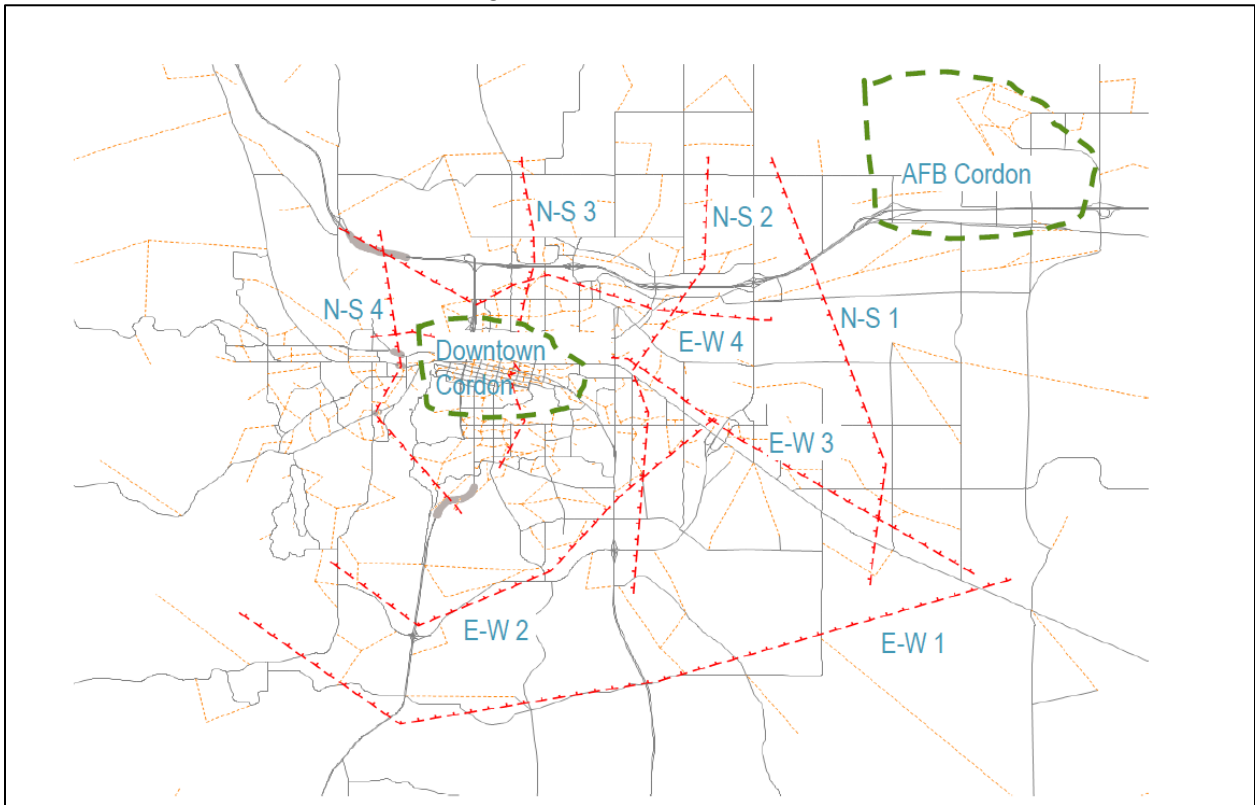 AFB Cordon
N-S 3
N-S 2
N-S 4
N-S 1
E-W 4
Downtown
Cordon
E-W 3
E-W 2
E-W 1